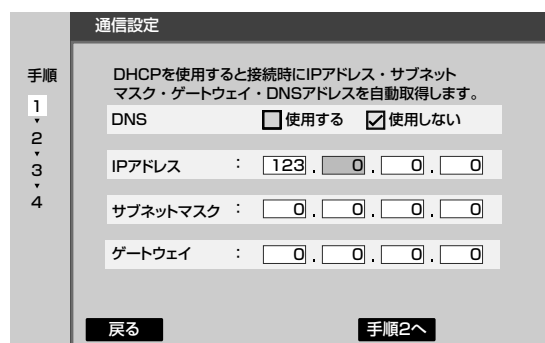 通信設定
手順
1
2
3
4
DHCPを使用すると接続時にIPアドレス・サブネット
マスク・ゲートウェイ・DNSアドレスを自動取得します。
DNS 使用する 使用しない
IPアドレス : 123 . 0 . 0 . 0
サブネットマスク : 0 . 0 . 0 . 0
ゲートウェイ : 0 . 0 . 0 . 0
戻る 手順2へ